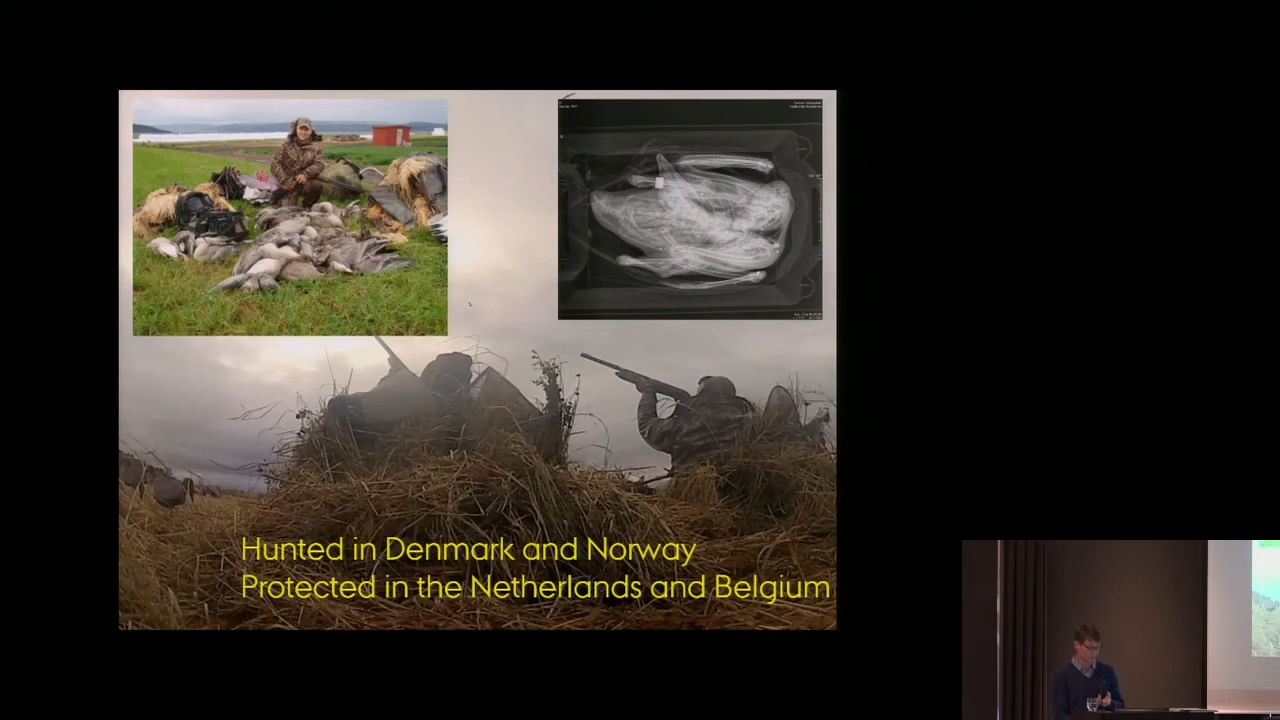 Hunted in Denmark and Norway
Protected in the Netherlands and Belgium